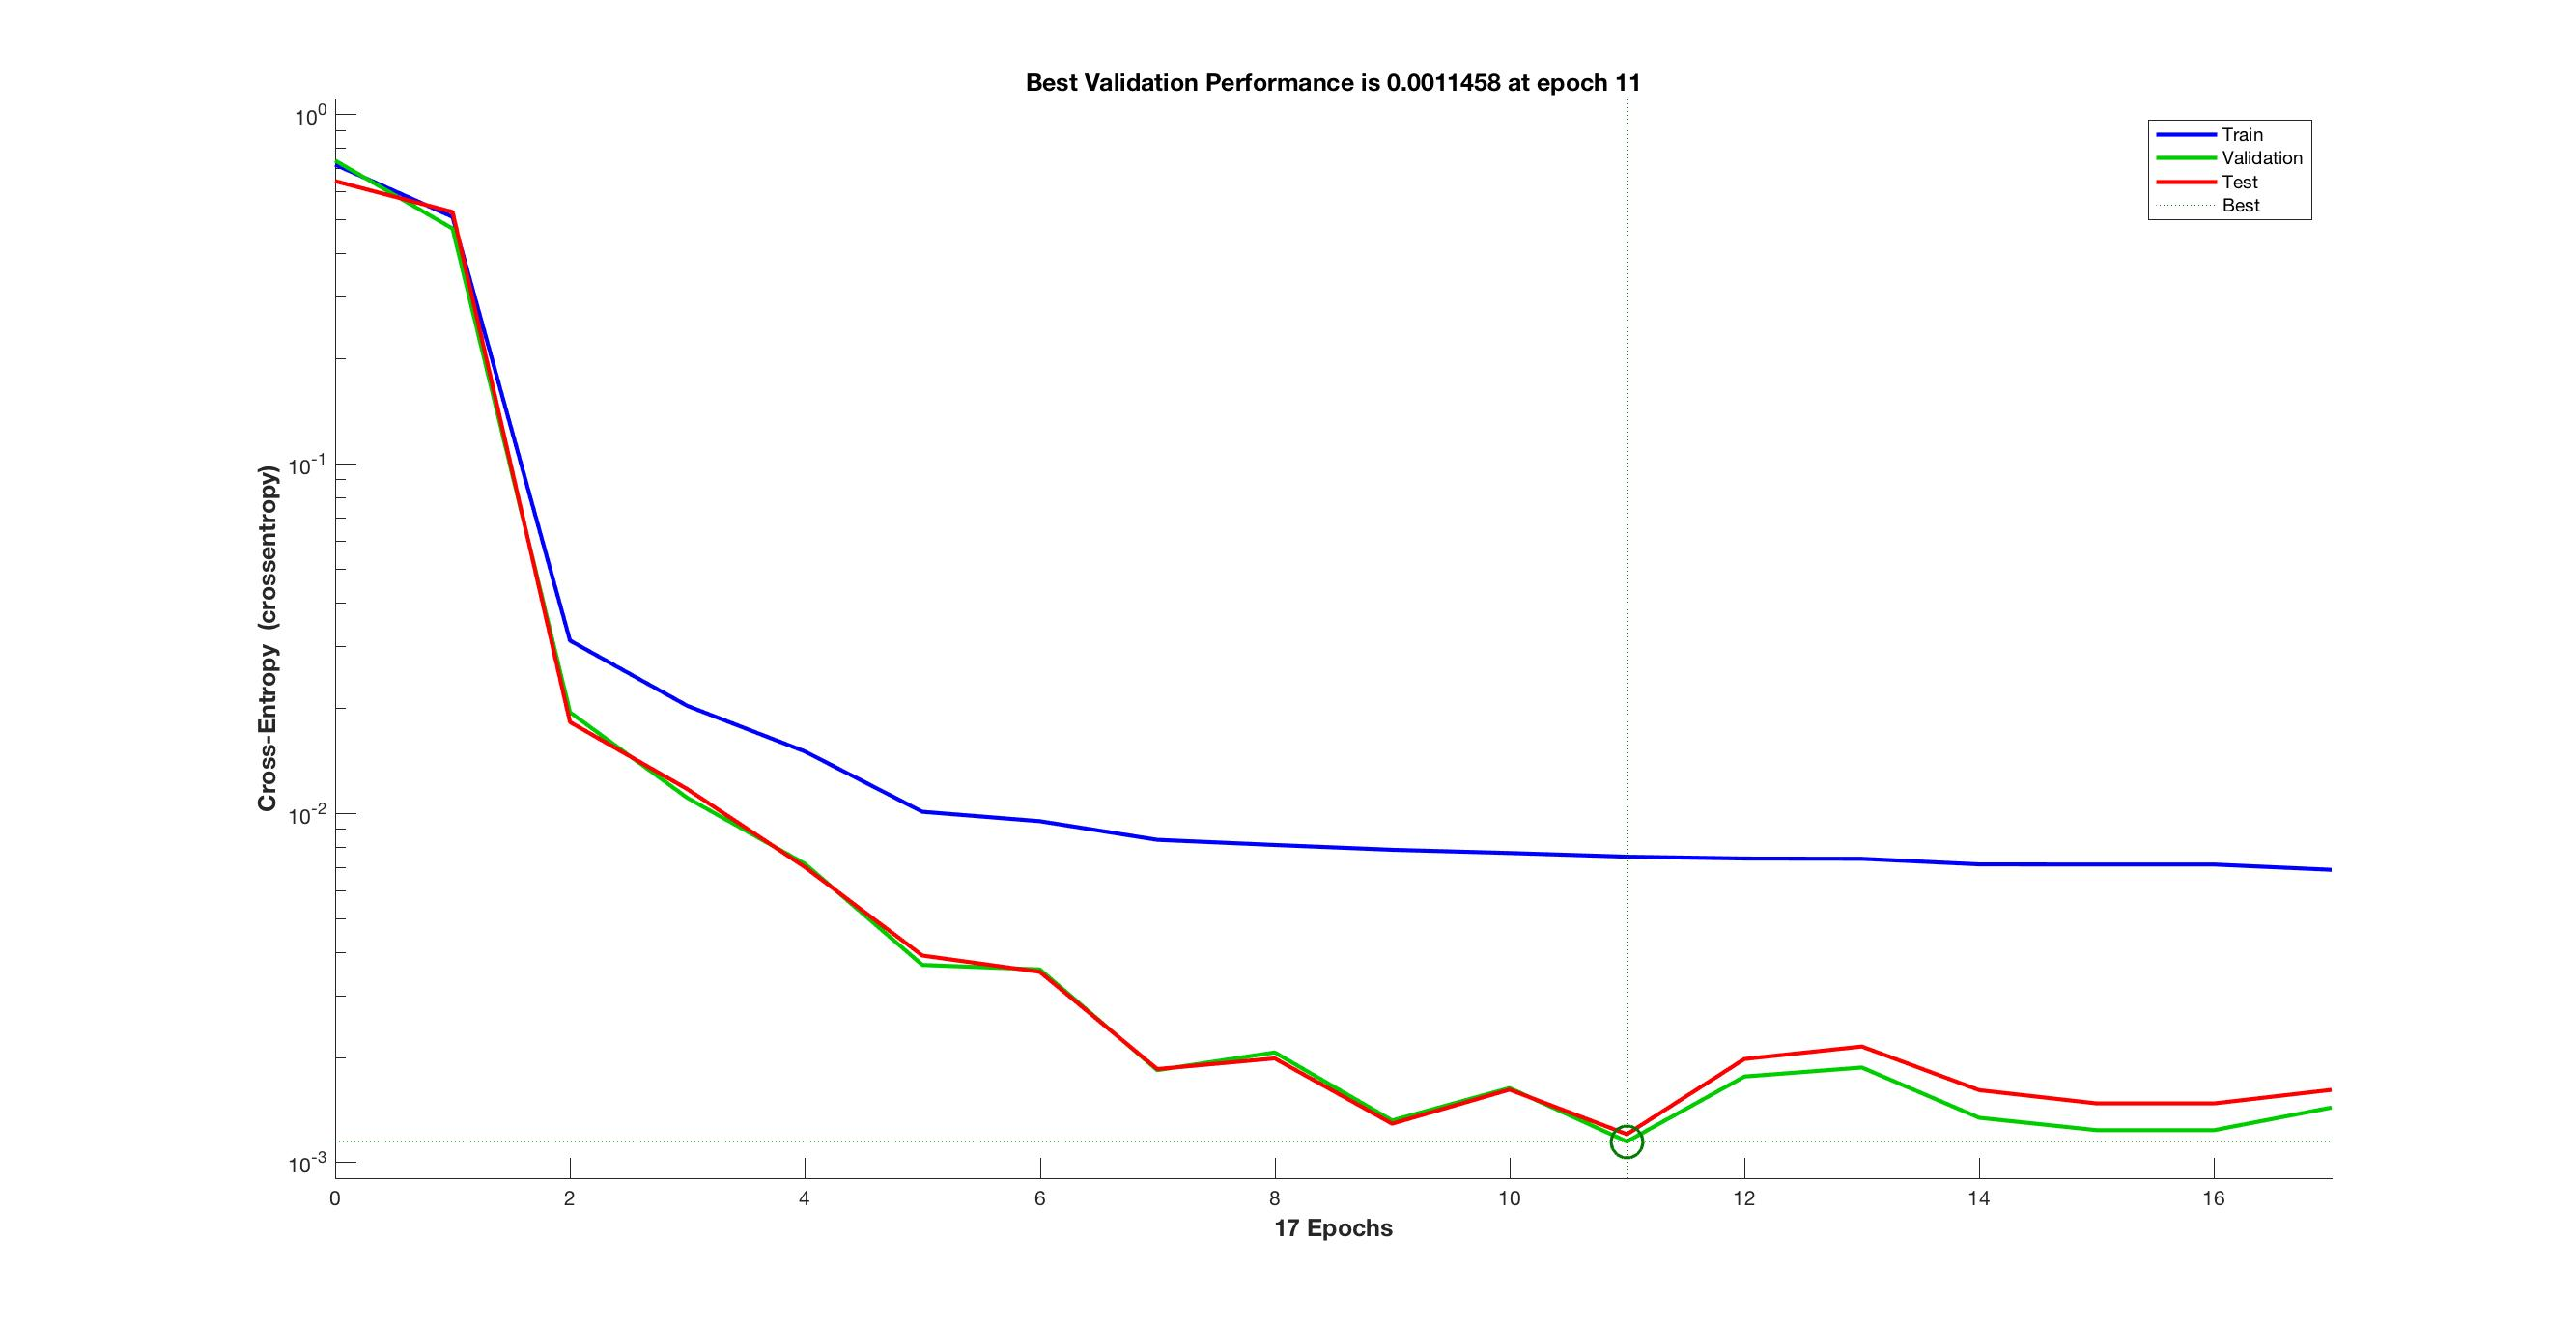 Best Validation Performance is 0.0011458 at epoch 11
10^0
10^-1
10^-2
10^-3
Cross-Entropy (crossentropy)
Train
Validation
Test
Best
0 2 4 6 8 10 12 14 16
17 Epochs